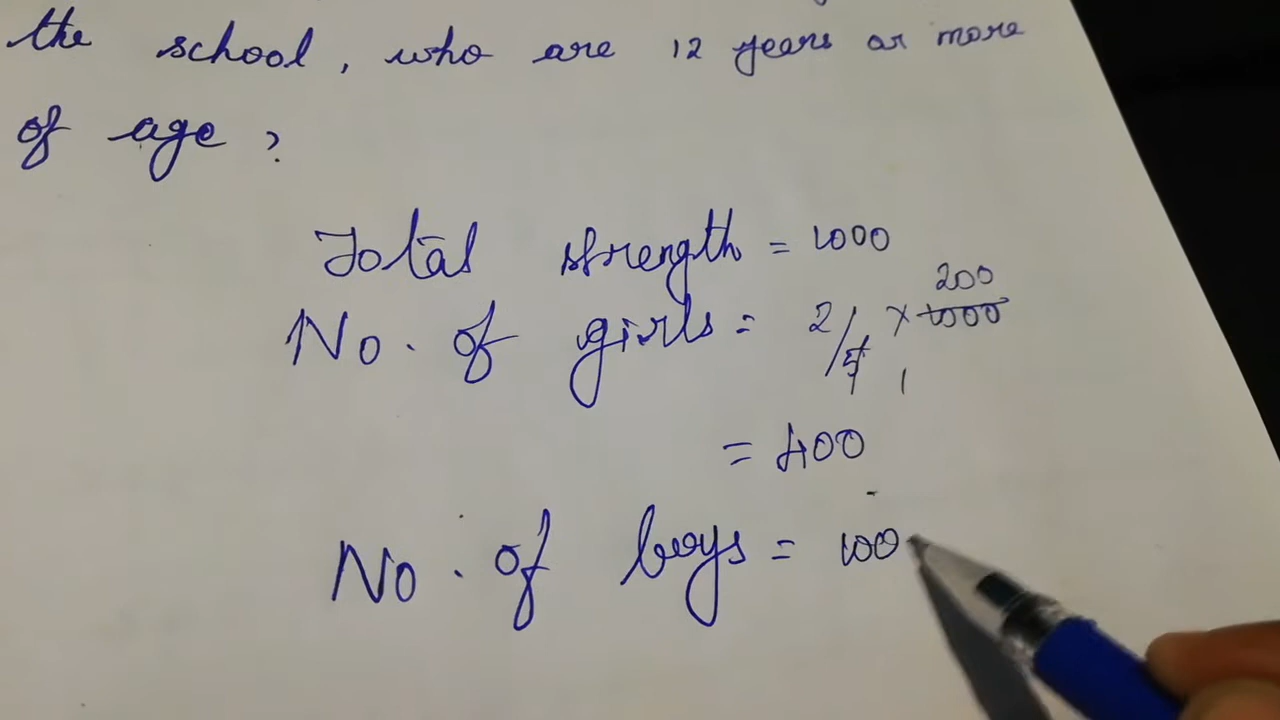 the school, who are 12 years or more
of age?
Total strength = 1000
200
No. of girls = 2/5 × 1000
1
= 400
No. of boys = 100